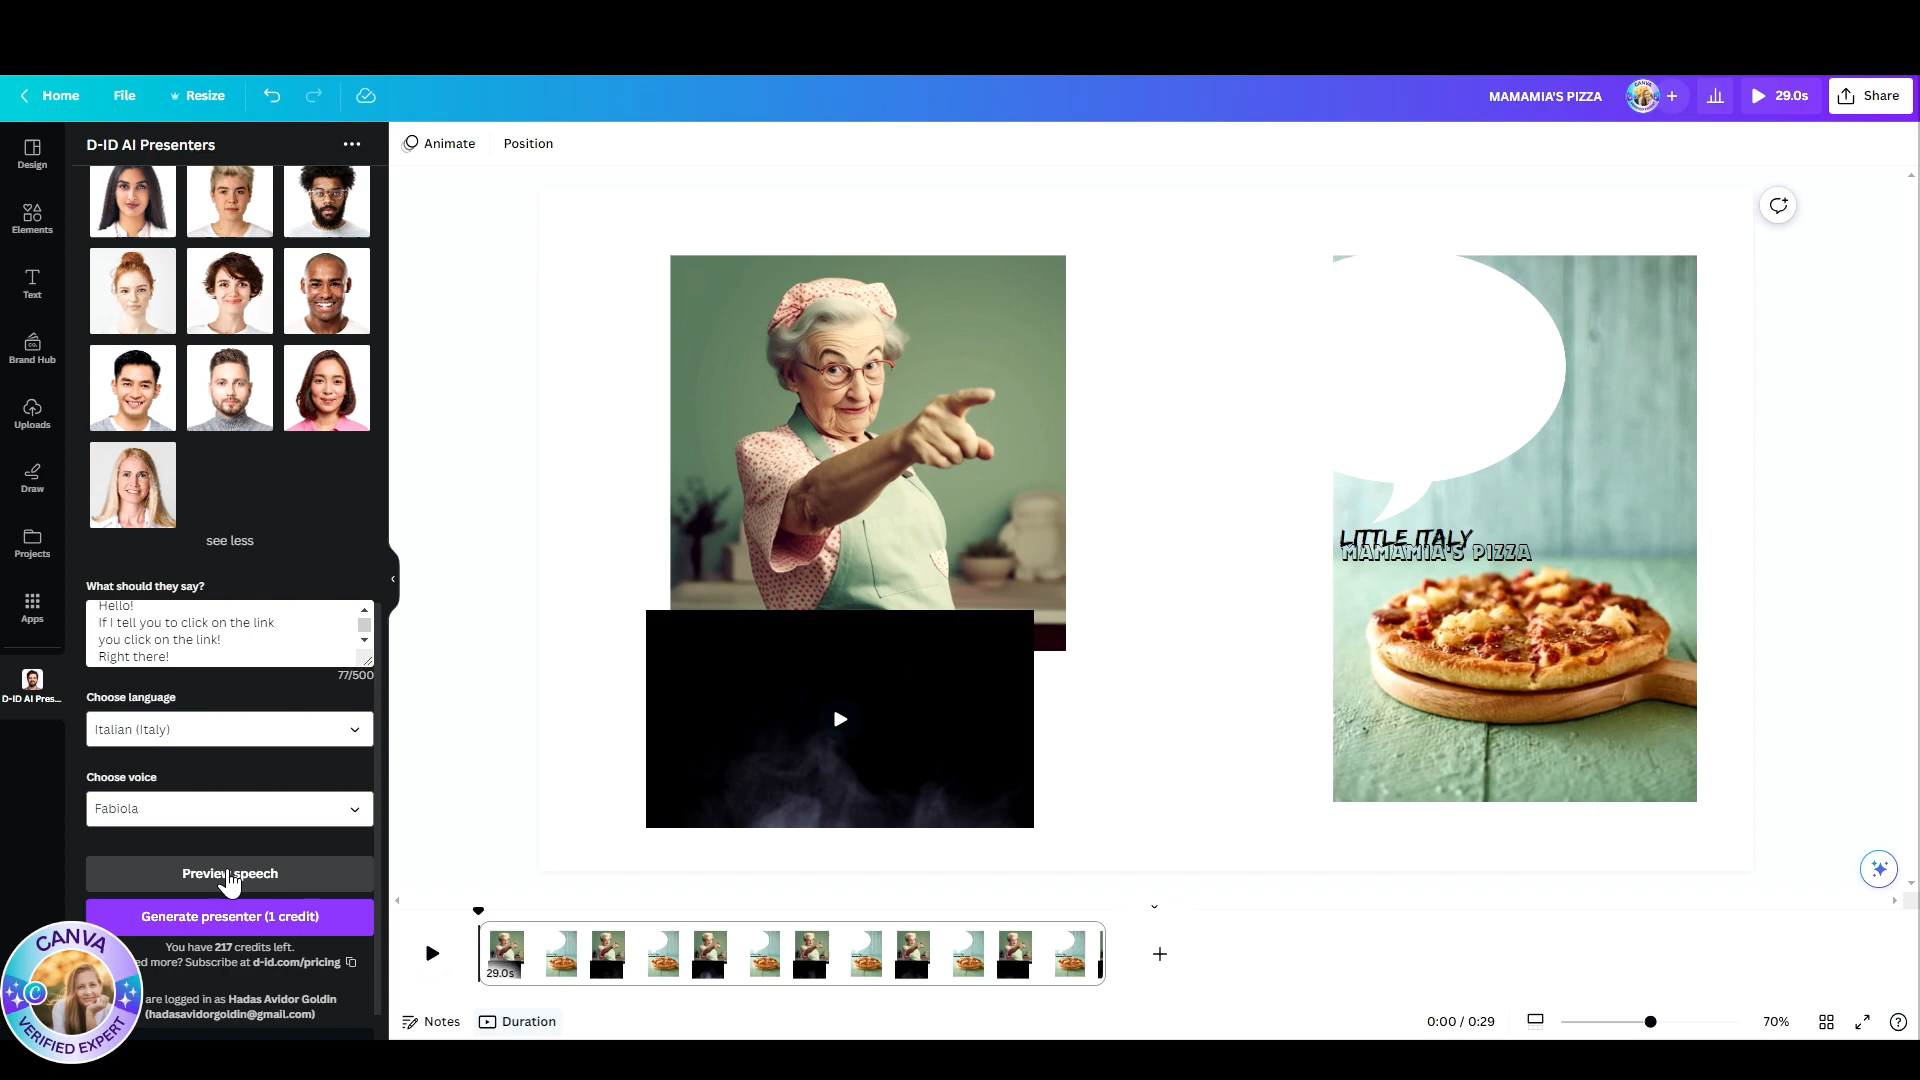 Home
File
Resize
MAMAMIA'S PIZZA
29.0s
Share
Design
Elements
Text
Brand Hub
Uploads
Draw
Projects
Apps
D-ID AI Pres...
D-ID AI Presenters
see less
What should they say?
Hello!
If I tell you to click on the link
you click on the link!
Right there!
77/500
Choose language
Italian (Italy)
Choose voice
Fabiola
Preview speech
Generate presenter (1 credit)
You have 217 credits left.
more? Subscribe at d-id.com/pricing
are logged in as Hadas Avidor Goldin
(hadasavidorgoldin@gmail.com)
CANVA
VERIFIED EXPERT
Animate
Position
LITTLE ITALY
MAMAMIA'S PIZZA
29.0s
Notes
Duration
0:00 / 0:29
70%